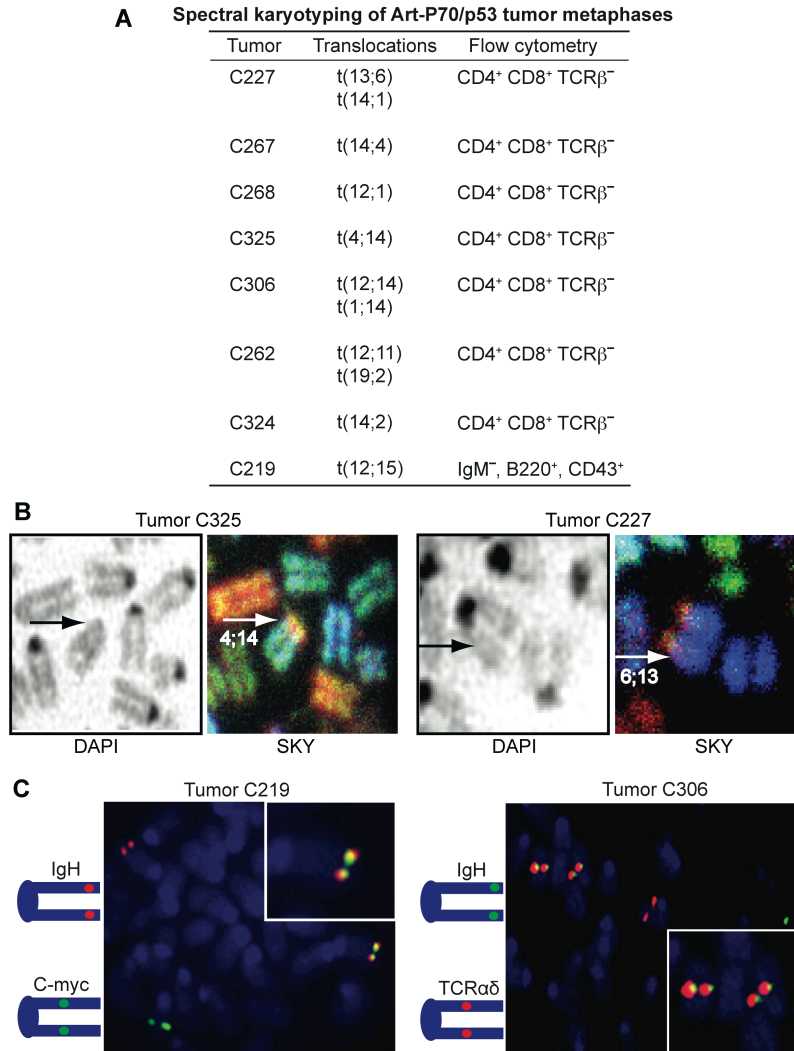 A
Spectral karyotyping of Art-P70/p53 tumor metaphases
Tumor Translocations Flow cytometry
C227 t(13;6) CD4⁺ CD8⁺ TCRβ⁻
t(14;1)
C267 t(14;4) CD4⁺ CD8⁺ TCRβ⁻
C268 t(12;1) CD4⁺ CD8⁺ TCRβ⁻
C325 t(4;14) CD4⁺ CD8⁺ TCRβ⁻
C306 t(12;14) CD4⁺ CD8⁺ TCRβ⁻
t(1;14)
C262 t(12;11) CD4⁺ CD8⁺ TCRβ⁻
t(19;2)
C324 t(14;2) CD4⁺ CD8⁺ TCRβ⁻
C219 t(12;15) IgM⁻, B220⁺, CD43⁺
B
Tumor C325 Tumor C227
4;14
6;13
DAPI SKY DAPI SKY
C
Tumor C219 Tumor C306
IgH IgH
C-myc TCRαδ